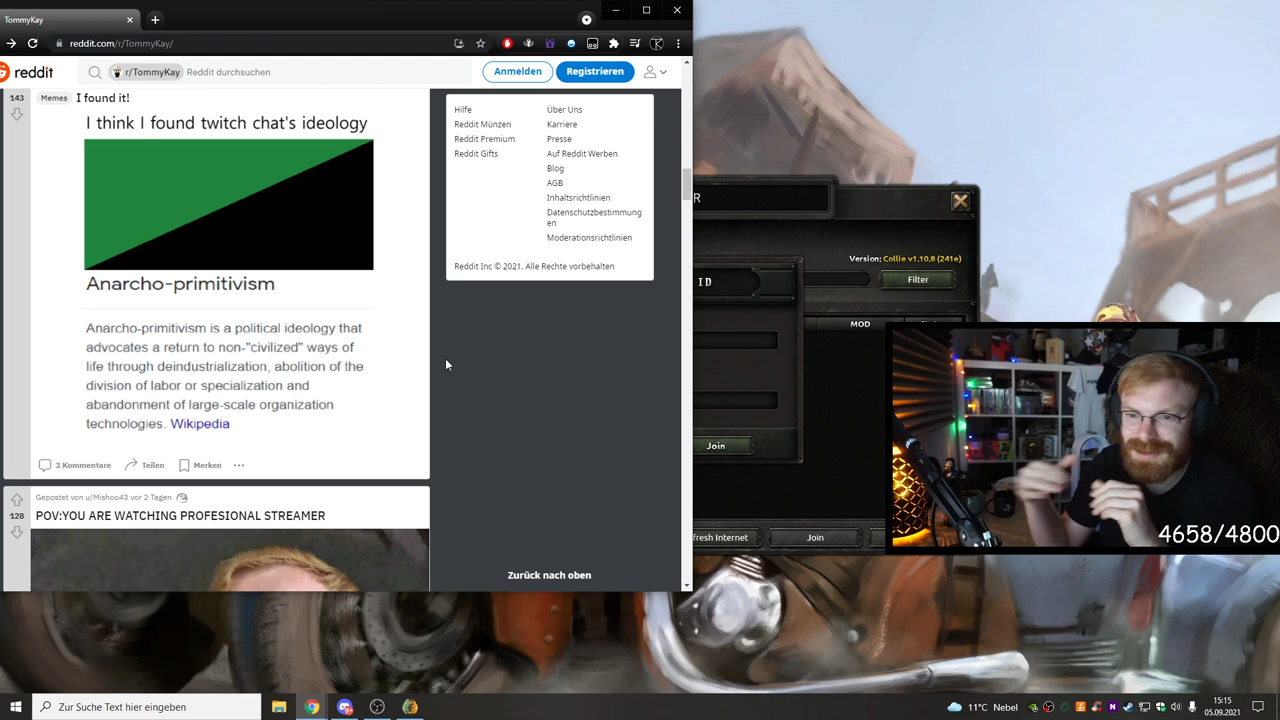 TommyKay
reddit.com/r/TommyKay/
reddit
r/TommyKay
Reddit durchsuchen
Anmelden
Registrieren
143
Memes
I found it!
I think I found twitch chat's ideology
Anarcho-primitivism
Anarcho-primitivism is a political ideology that
advocates a return to non-"civilized" ways of
life through deindustrialization, abolition of the
division of labor or specialization and
abandonment of large-scale organization
technologies. Wikipedia
3 Kommentare
Teilen
Merken
Gepostet von u/Mishoo43 vor 2 Tagen
128
POV:YOU ARE WATCHING PROFESIONAL STREAMER
Hilfe
Reddit Münzen
Reddit Premium
Reddit Gifts
Über Uns
Karriere
Presse
Auf Reddit Werben
Blog
AGB
Inhaltsrichtlinien
Datenschutzbestimmung
en
Moderationsrichtlinien
Reddit Inc © 2021. Alle Rechte vorbehalten
Zurück nach oben
R
Version: Collie v1.10.8 (241e)
ID
Filter
MOD
Join
fresh Internet
Join
4658/4800
Zur Suche Text hier eingeben
11°C Nebel
15:15
05.09.2021